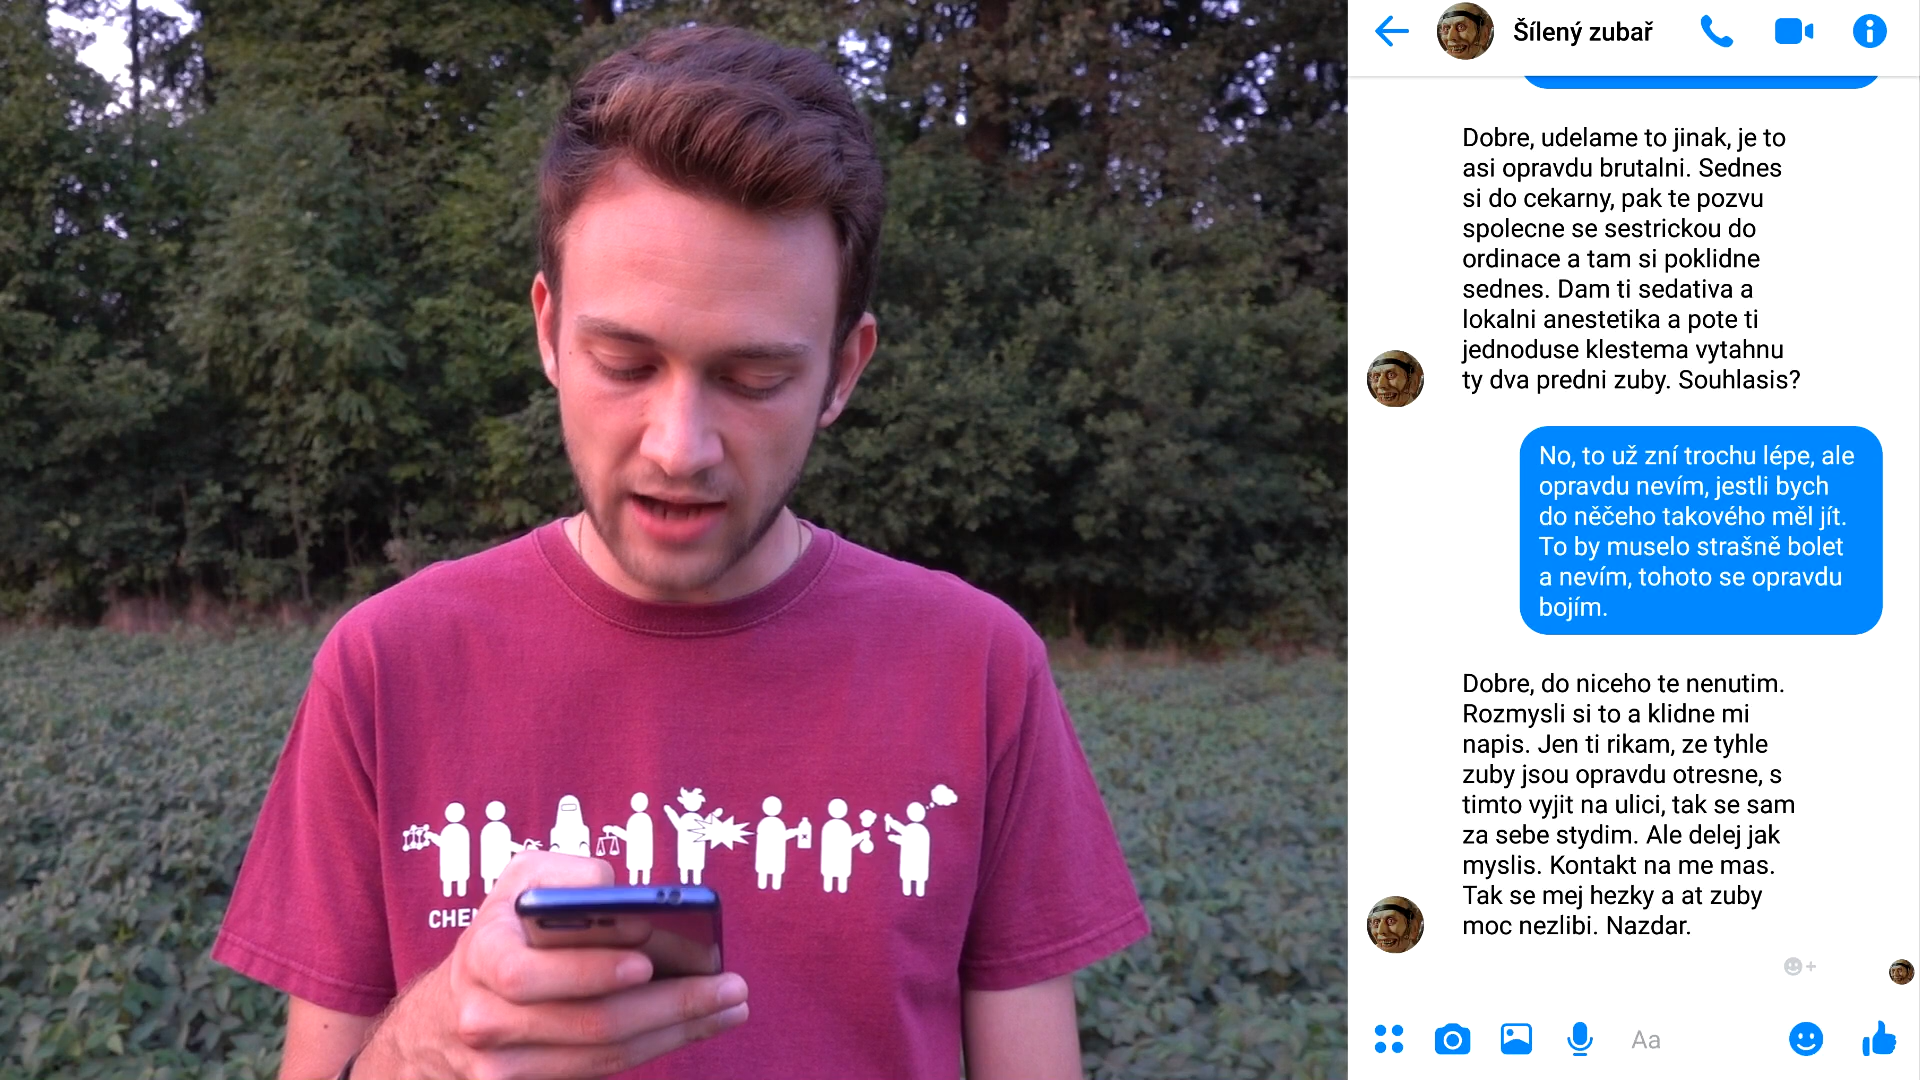 Šílený zubař
Dobre, udelame to jinak, je to
asi opravdu brutalni. Sednes
si do cekarny, pak te pozvu
spolecne se sestrickou do
ordinace a tam si poklidne
sednes. Dam ti sedativa a
lokalni anestetika a pote ti
jednoduse klestema vytahnu
ty dva predni zuby. Souhlasis?
No, to už zní trochu lépe, ale
opravdu nevím, jestli bych
do něčeho takového měl jít.
To by muselo strašně bolet
a nevím, tohoto se opravdu
bojím.
Dobre, do niceho te nenutim.
Rozmysli si to a klidne mi
napis. Jen ti rikam, ze tyhle
zuby jsou opravdu otresne, s
timto vyjit na ulici, tak se sam
za sebe stydim. Ale delej jak
myslis. Kontakt na me mas.
Tak se mej hezky a at zuby
moc nezlibi. Nazdar.
Aa